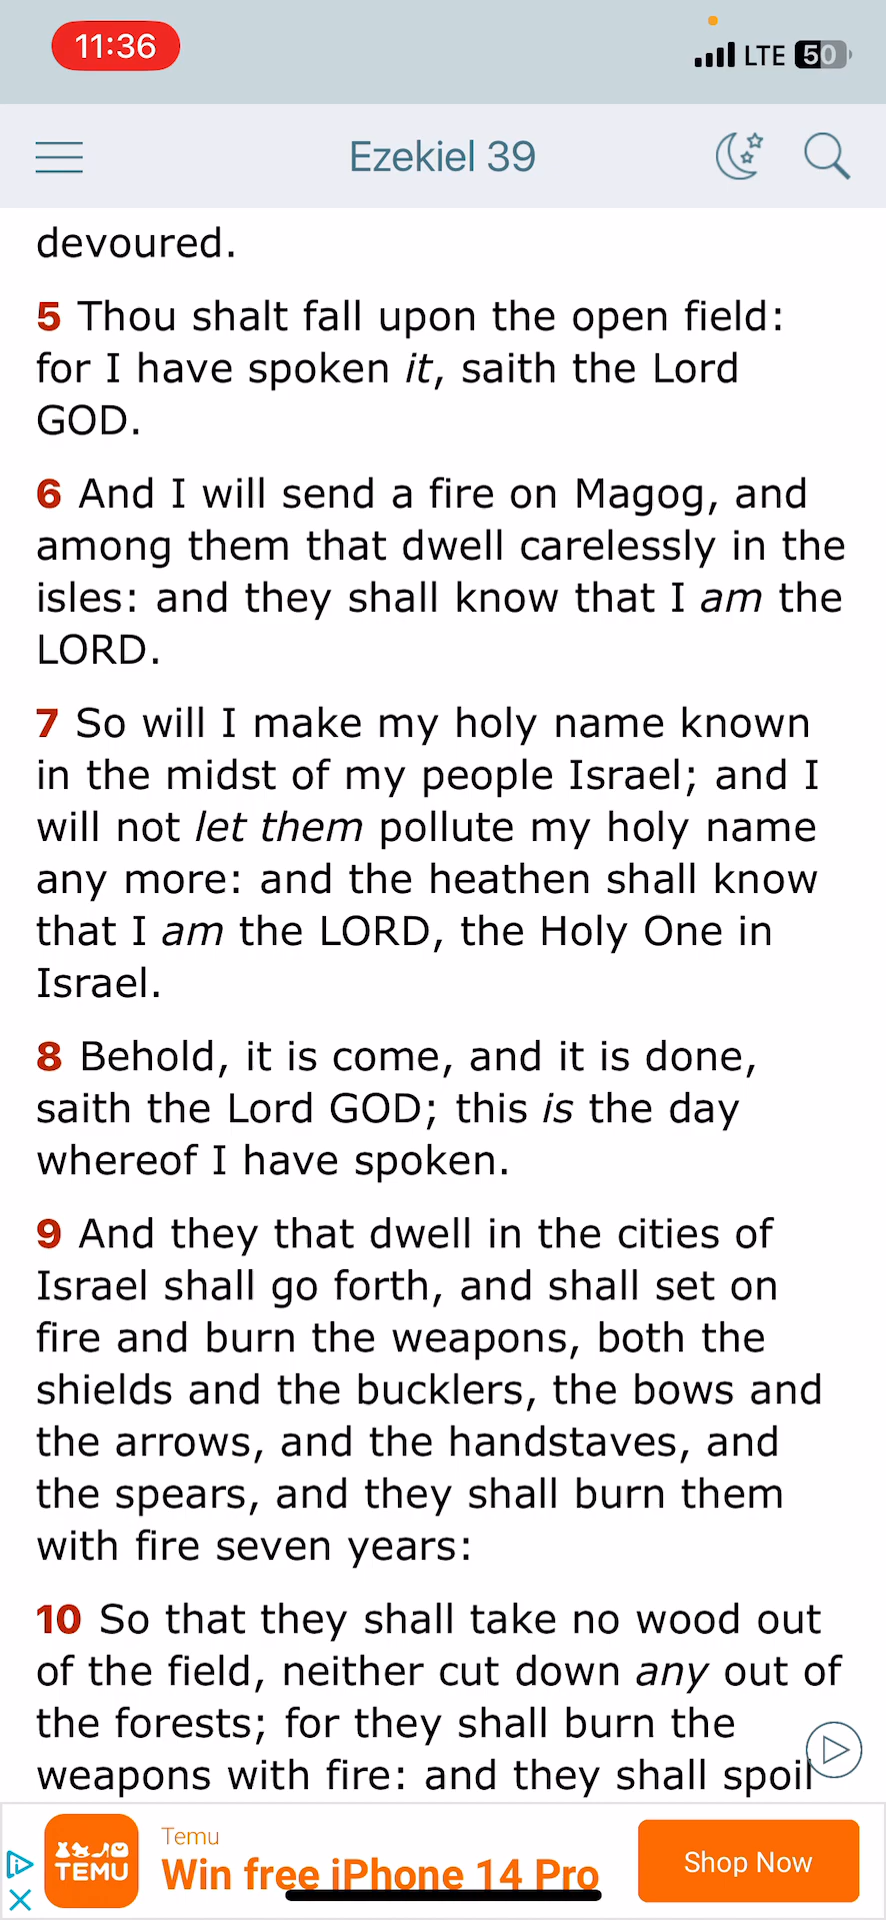 11:36
LTE 50
Ezekiel 39
devoured.
5 Thou shalt fall upon the open field:
for I have spoken it, saith the Lord
GOD.
6 And I will send a fire on Magog, and
among them that dwell carelessly in the
isles: and they shall know that I am the
LORD.
7 So will I make my holy name known
in the midst of my people Israel; and I
will not let them pollute my holy name
any more: and the heathen shall know
that I am the LORD, the Holy One in
Israel.
8 Behold, it is come, and it is done,
saith the Lord GOD; this is the day
whereof I have spoken.
9 And they that dwell in the cities of
Israel shall go forth, and shall set on
fire and burn the weapons, both the
shields and the bucklers, the bows and
the arrows, and the handstaves, and
the spears, and they shall burn them
with fire seven years:
10 So that they shall take no wood out
of the field, neither cut down any out of
the forests; for they shall burn the
weapons with fire: and they shall spoil
TEMU
Temu
Win free iPhone 14 Pro
Shop Now